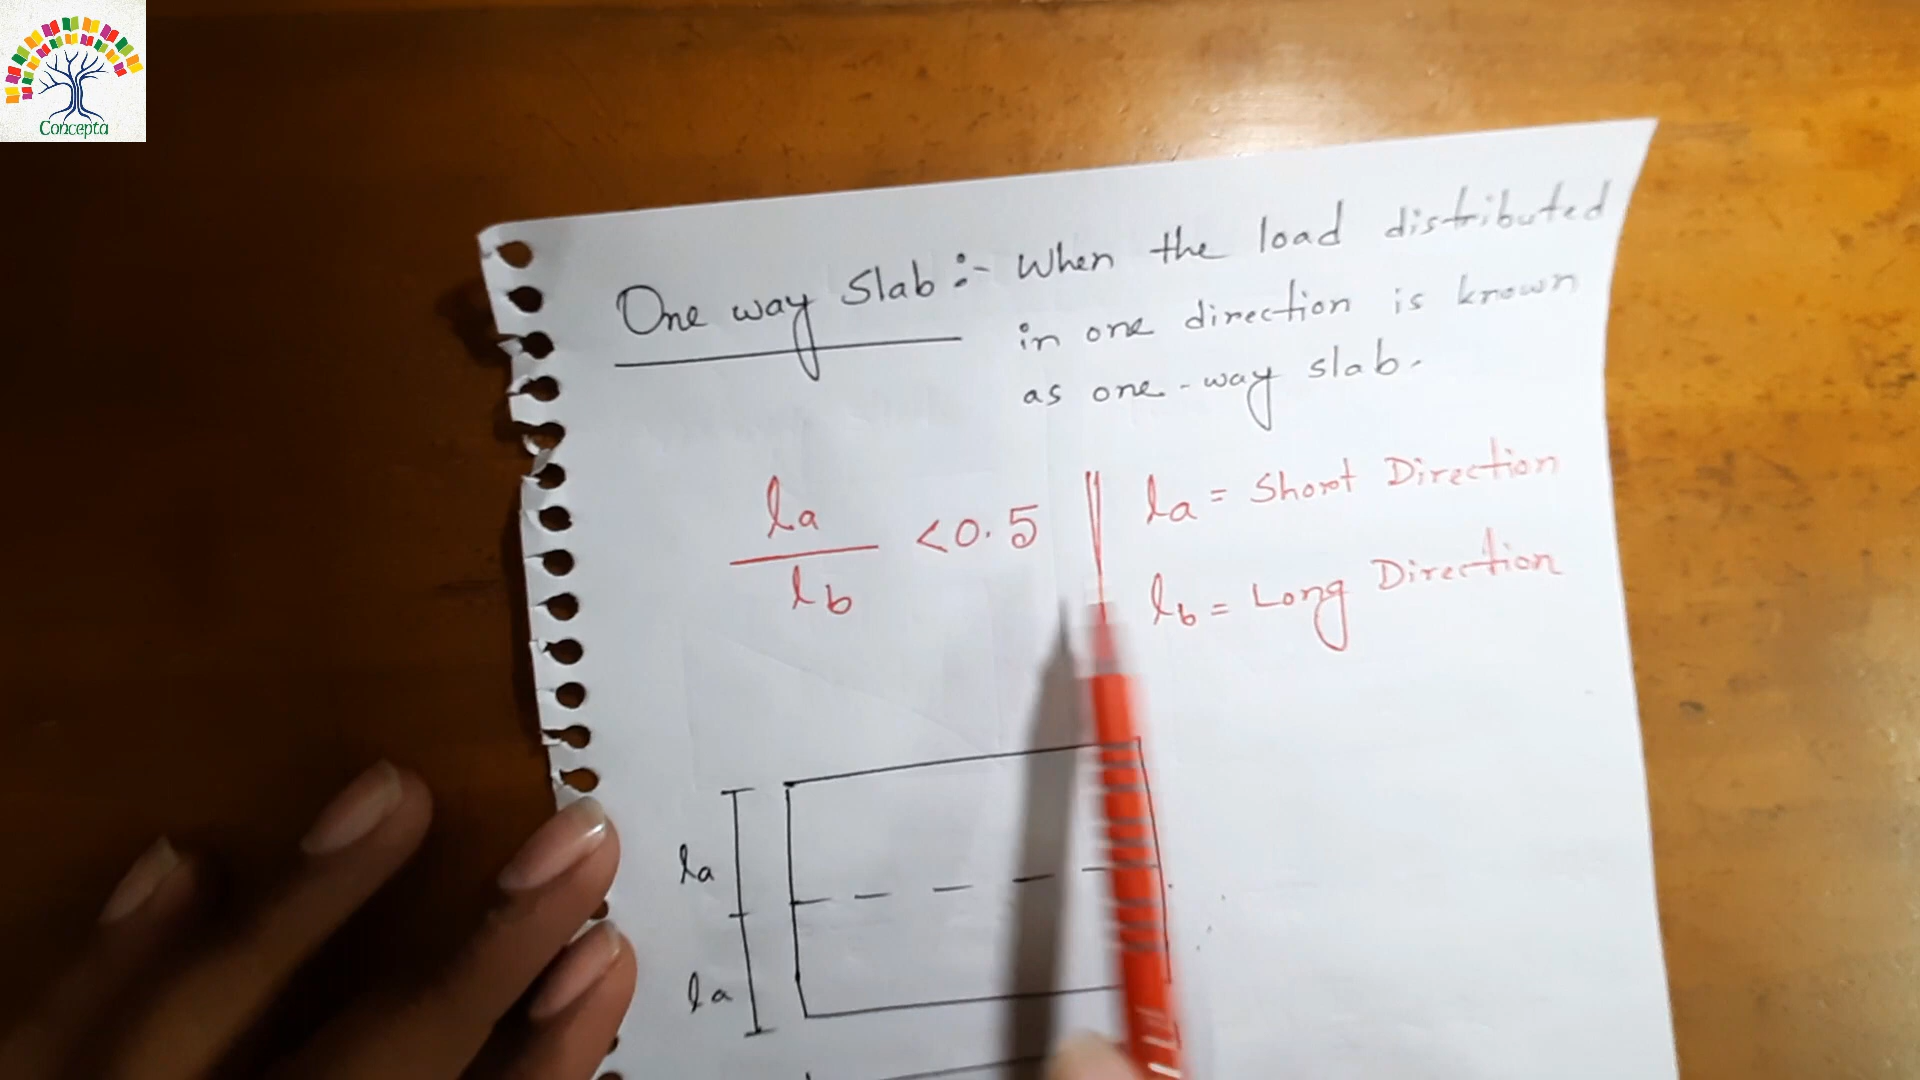 Concepta
One way Slab :- When the load distributed
in one direction is known
as one-way slab.
la / lb < 0.5 || la = Short Direction
lb = Long Direction
la
la